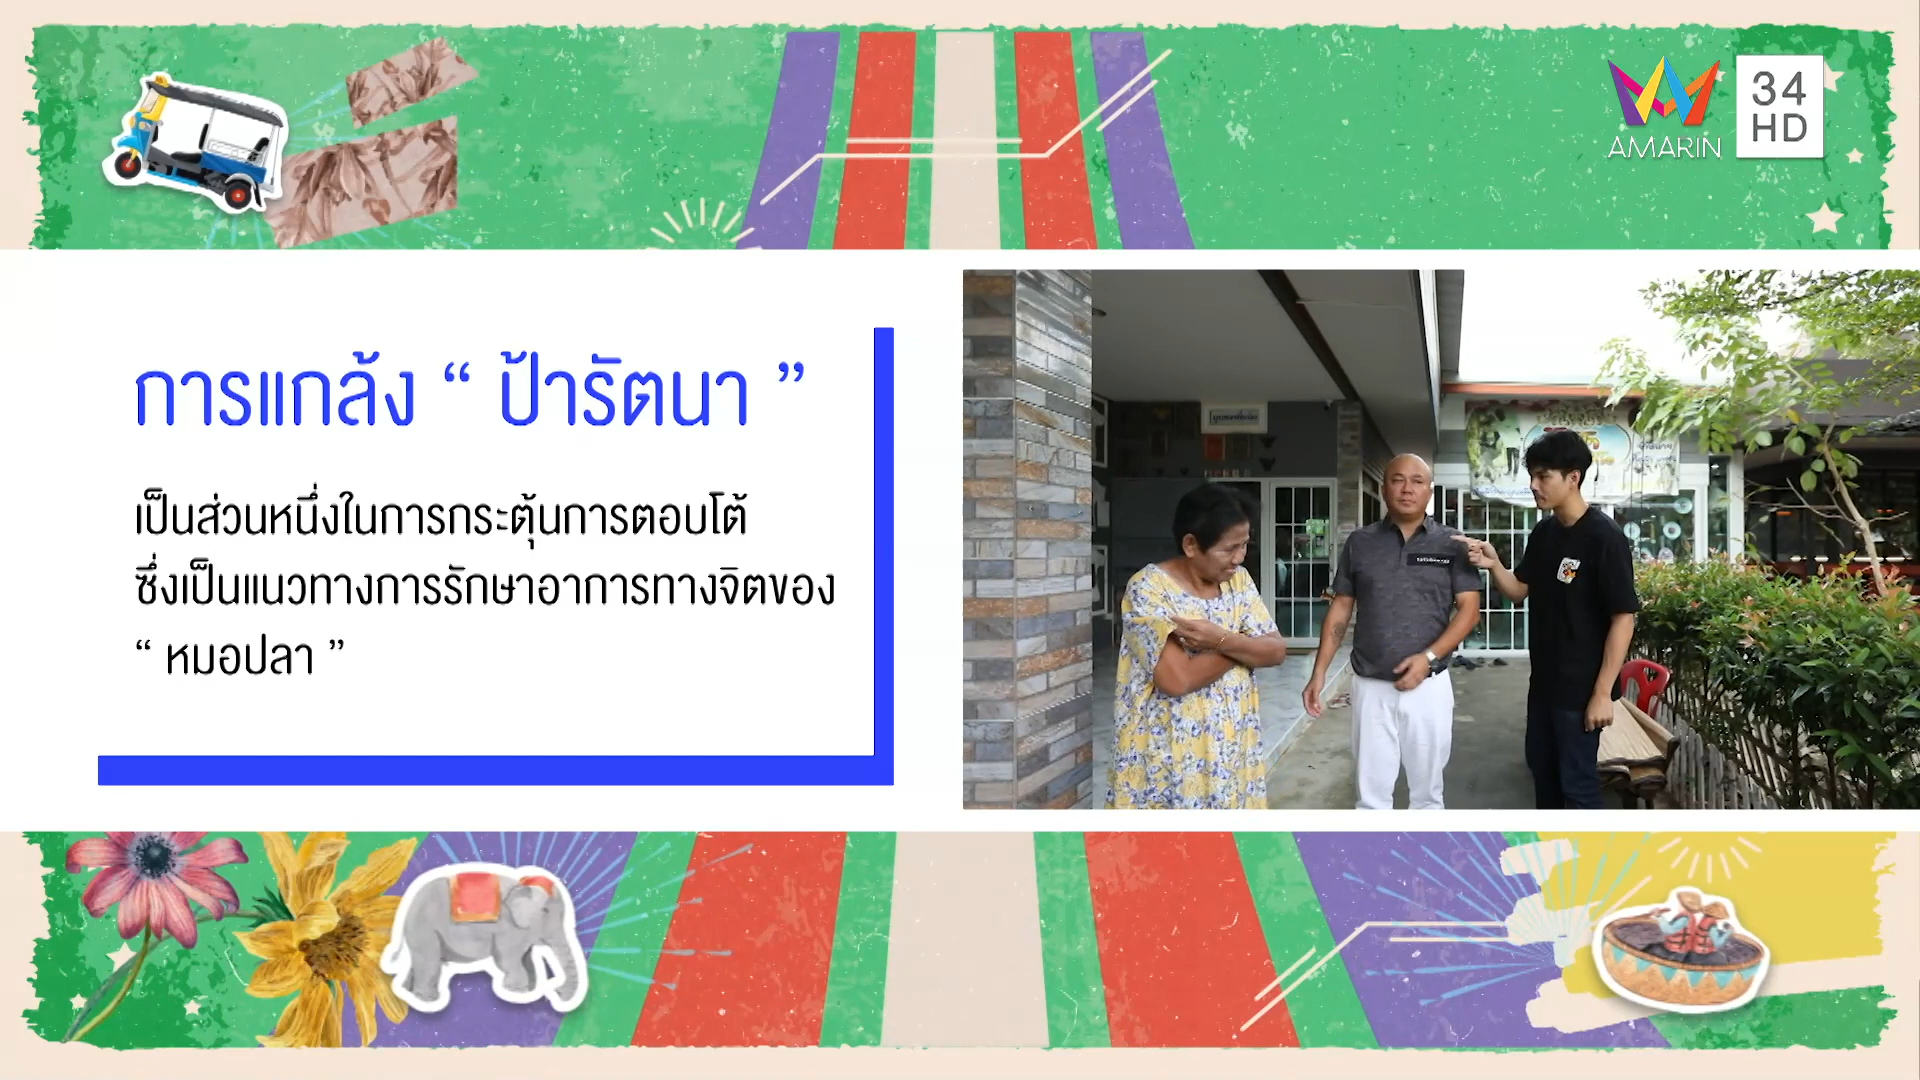 AMARIN
34
HD
การแกล้ง “ ป้ารัตนา ”
เป็นส่วนหนึ่งในการกระตุ้นการตอบโต้
ซึ่งเป็นแนวทางการรักษาอาการทางจิตของ
“ หมอปลา ”